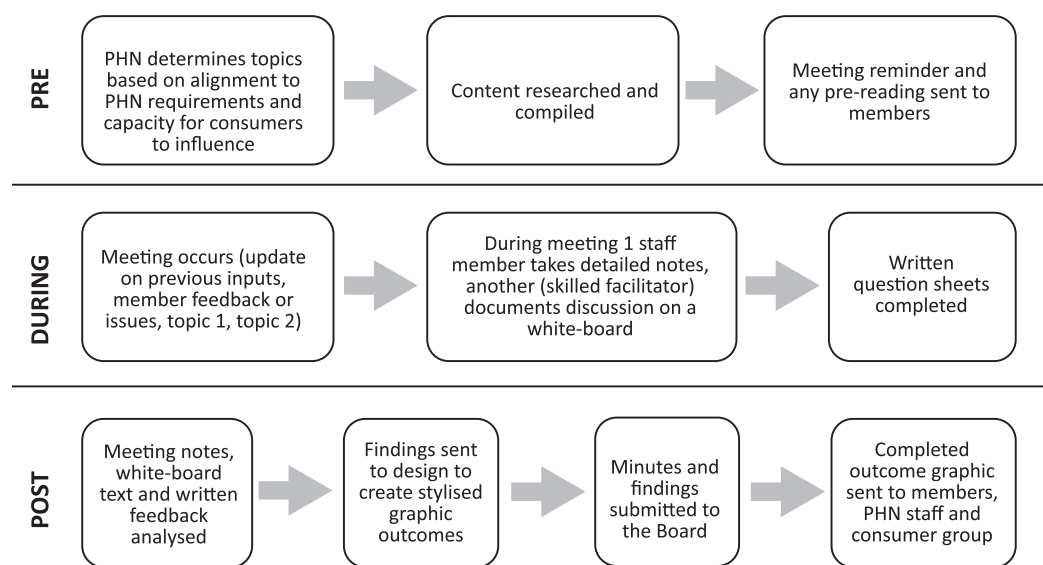 PRE
PHN determines topics
based on alignment to
PHN requirements and
capacity for consumers
to influence
Content researched and
compiled
Meeting reminder and
any pre-reading sent to
members
DURING
Meeting occurs (update
on previous inputs,
member feedback or
issues, topic 1, topic 2)
During meeting 1 staff
member takes detailed notes,
another (skilled facilitator)
documents discussion on a
white-board
Written
question sheets
completed
POST
Meeting notes,
white-board
text and written
feedback
analysed
Findings sent
to design to
create stylised
graphic
outcomes
Minutes and
findings
submitted to
the Board
Completed
outcome graphic
sent to members,
PHN staff and
consumer group